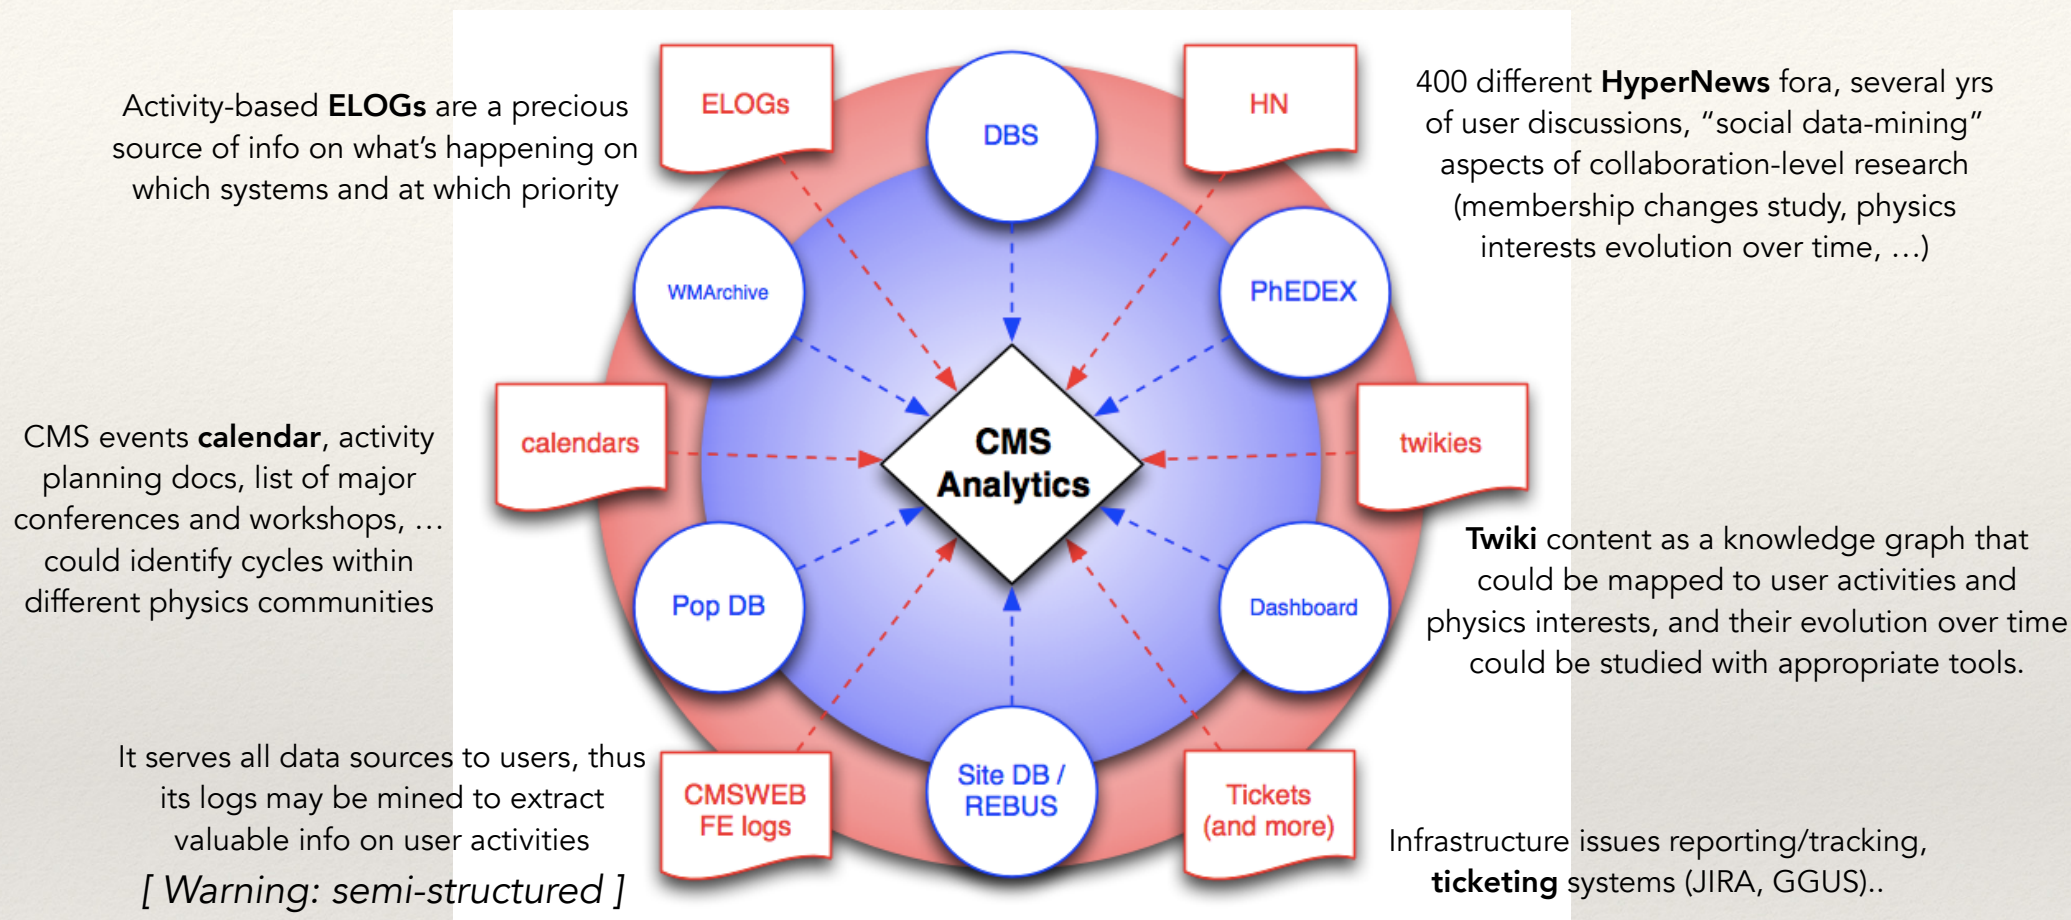 Activity-based ELOGs are a precious
source of info on what's happening on
which systems and at which priority
ELOGs
DBS
HN
400 different HyperNews fora, several yrs
of user discussions, “social data-mining”
aspects of collaboration-level research
(membership changes study, physics
interests evolution over time, …)
WMArchive
PhEDEX
CMS events calendar, activity
planning docs, list of major
conferences and workshops, …
could identify cycles within
different physics communities
calendars
CMS
Analytics
twikies
Twiki content as a knowledge graph that
could be mapped to user activities and
physics interests, and their evolution over time
could be studied with appropriate tools.
Pop DB
Dashboard
It serves all data sources to users, thus
its logs may be mined to extract
valuable info on user activities
[ Warning: semi-structured ]
CMSWEB
FE logs
Site DB /
REBUS
Tickets
(and more)
Infrastructure issues reporting/tracking,
ticketing systems (JIRA, GGUS)..